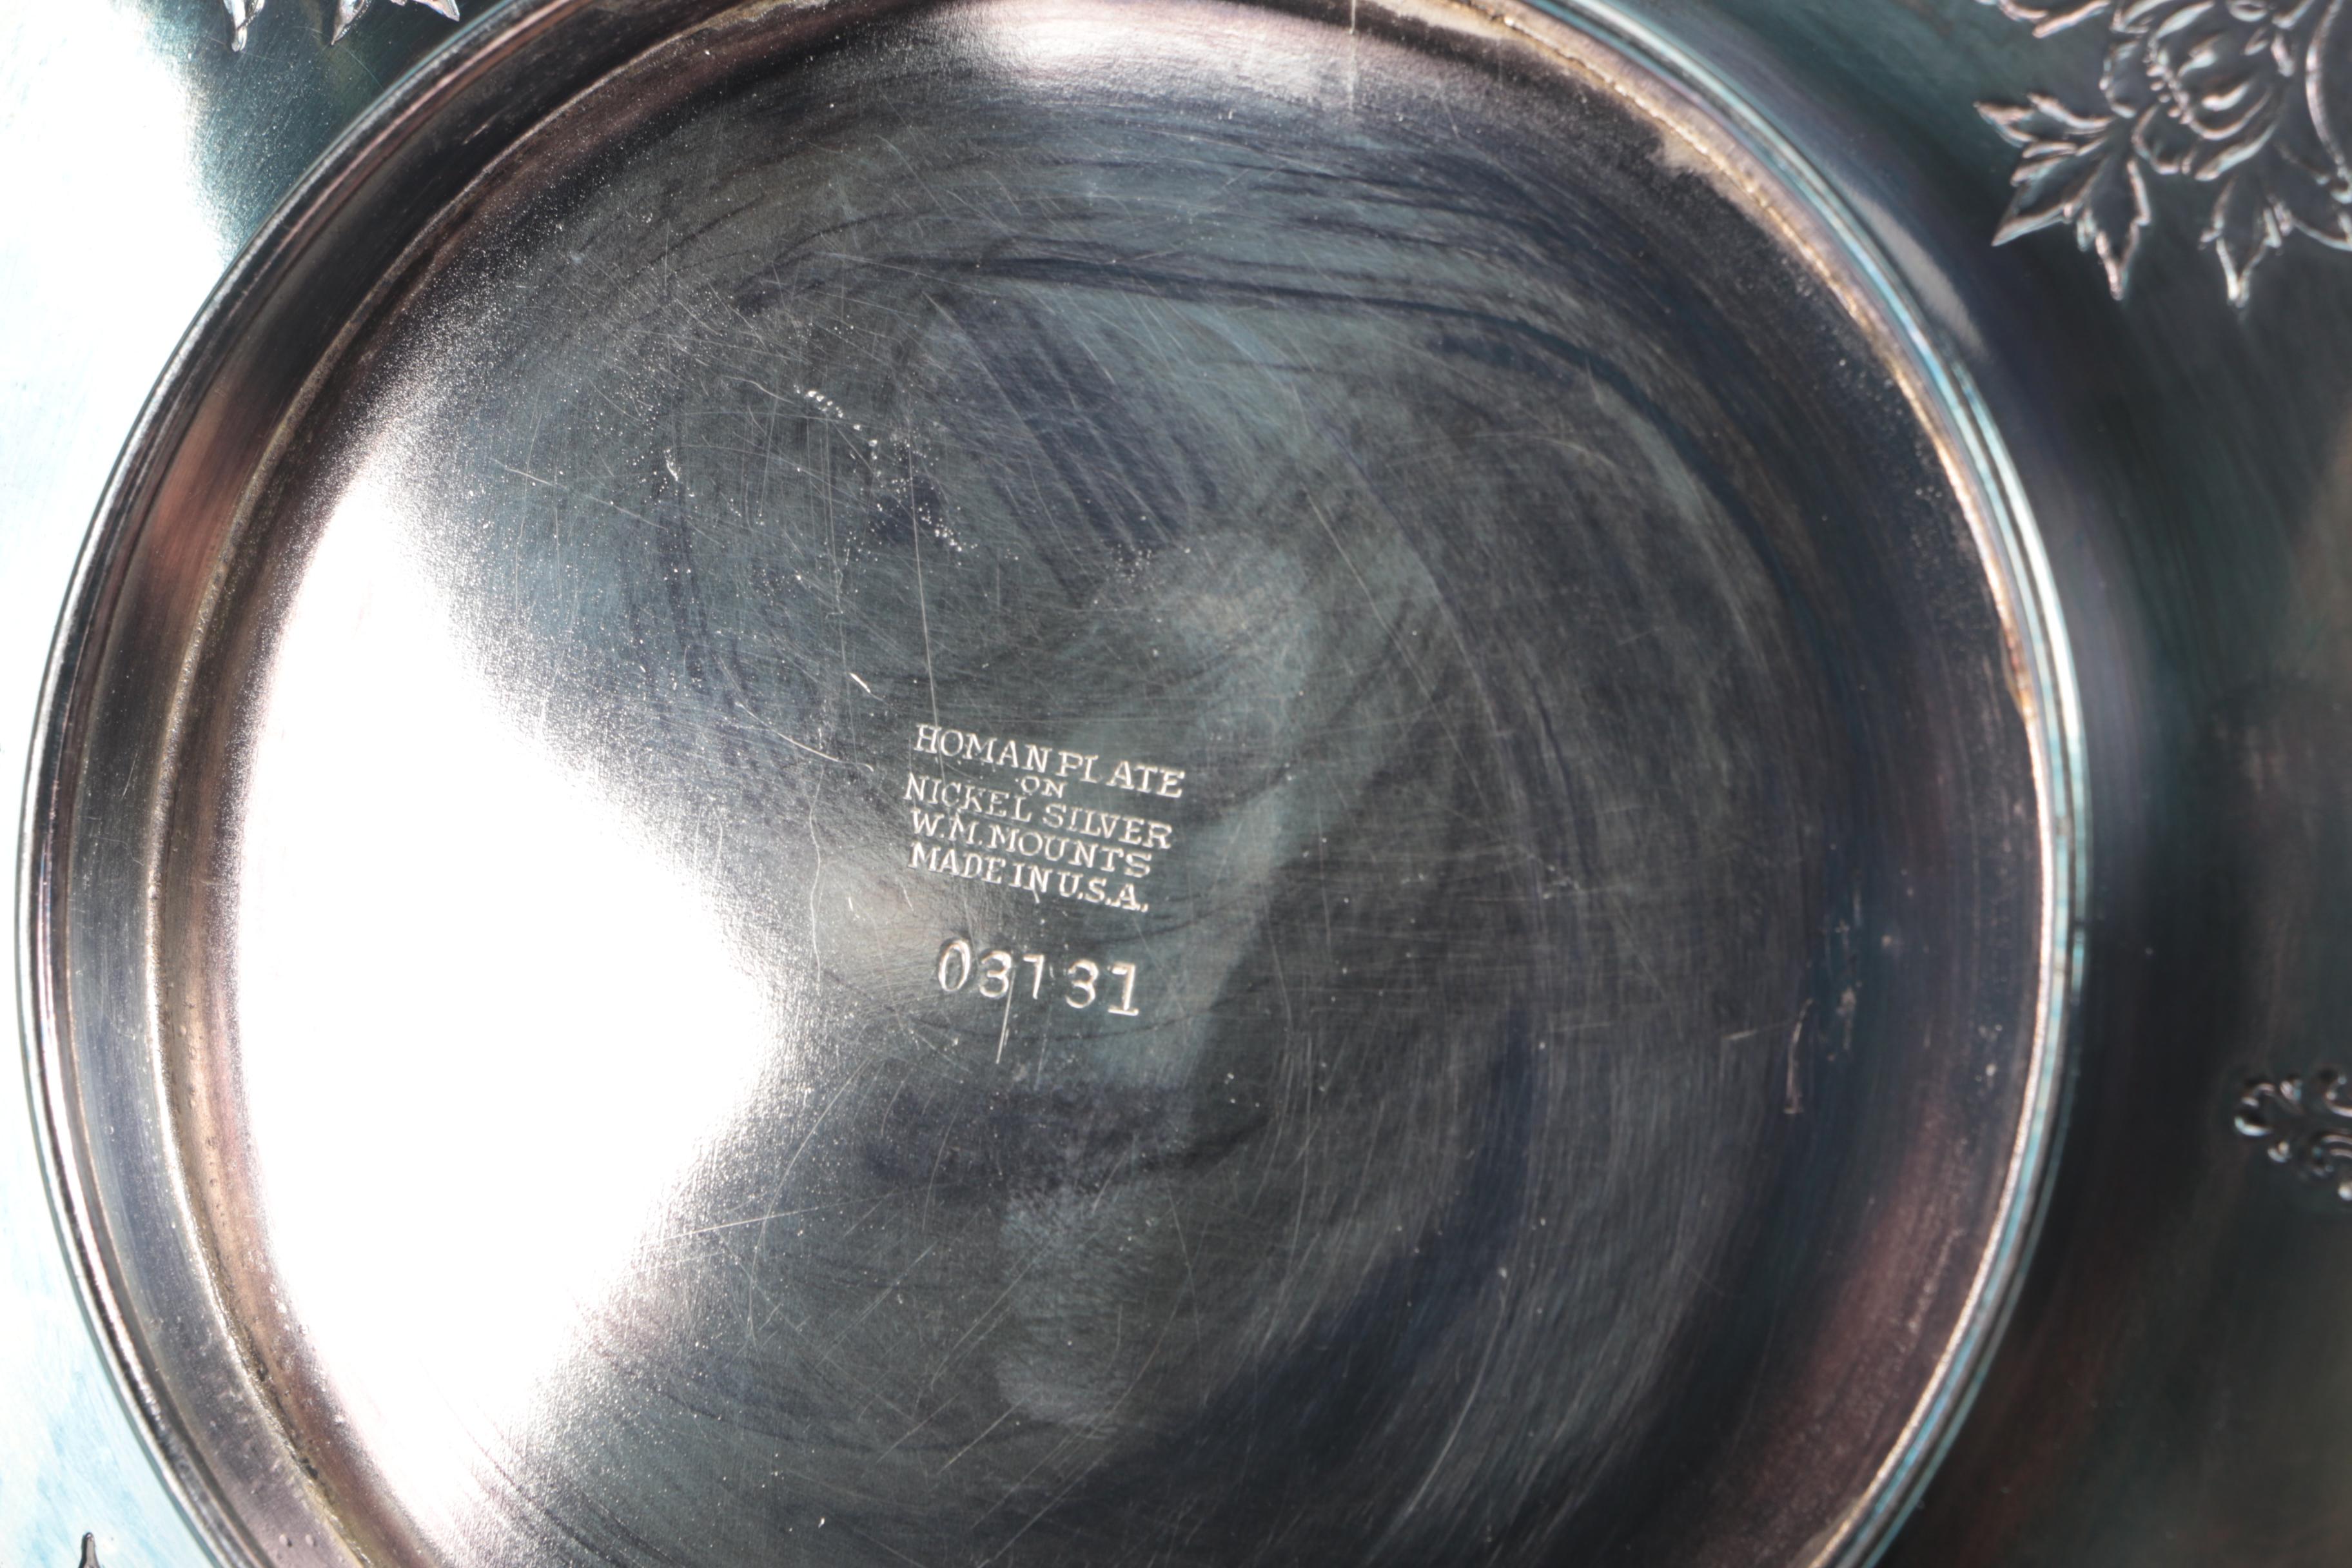 HOMAN PLATE
ON
NICKEL SILVER
W.M. MOUNTS
MADE IN U.S.A.
03131